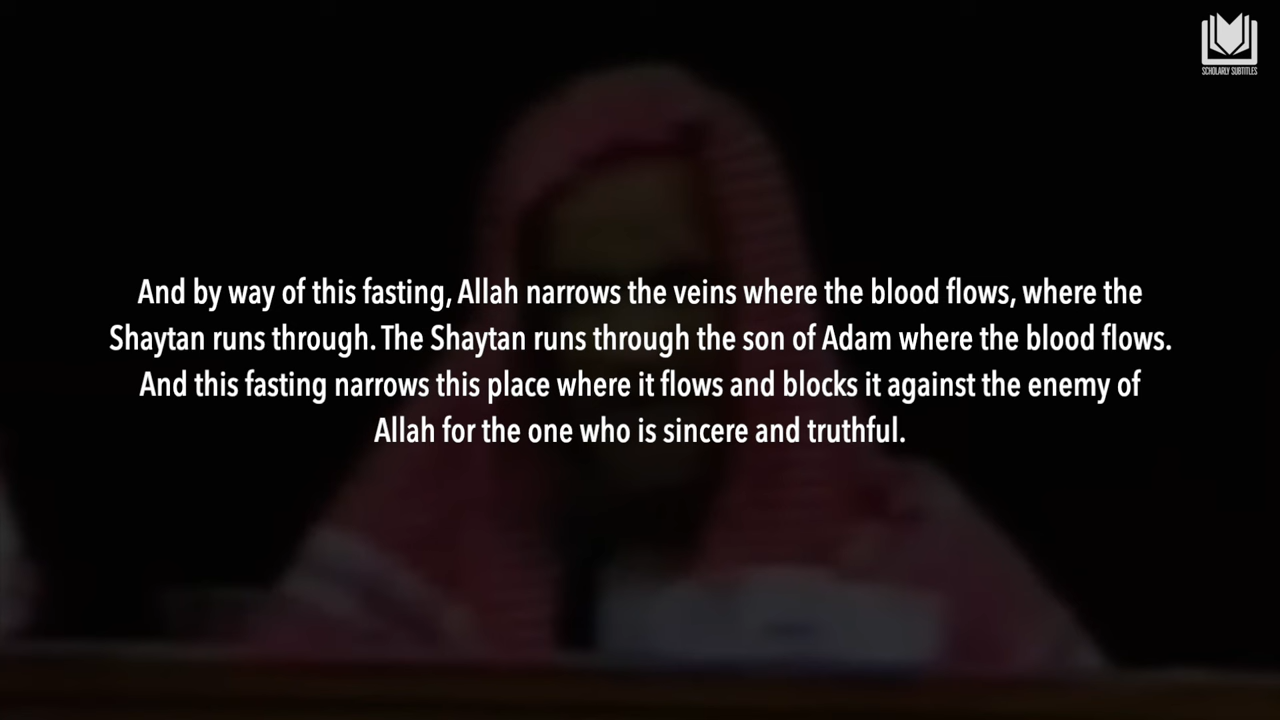 SCHOLARLY SUBTITLES
And by way of this fasting, Allah narrows the veins where the blood flows, where the
Shaytan runs through. The Shaytan runs through the son of Adam where the blood flows.
And this fasting narrows this place where it flows and blocks it against the enemy of
Allah for the one who is sincere and truthful.